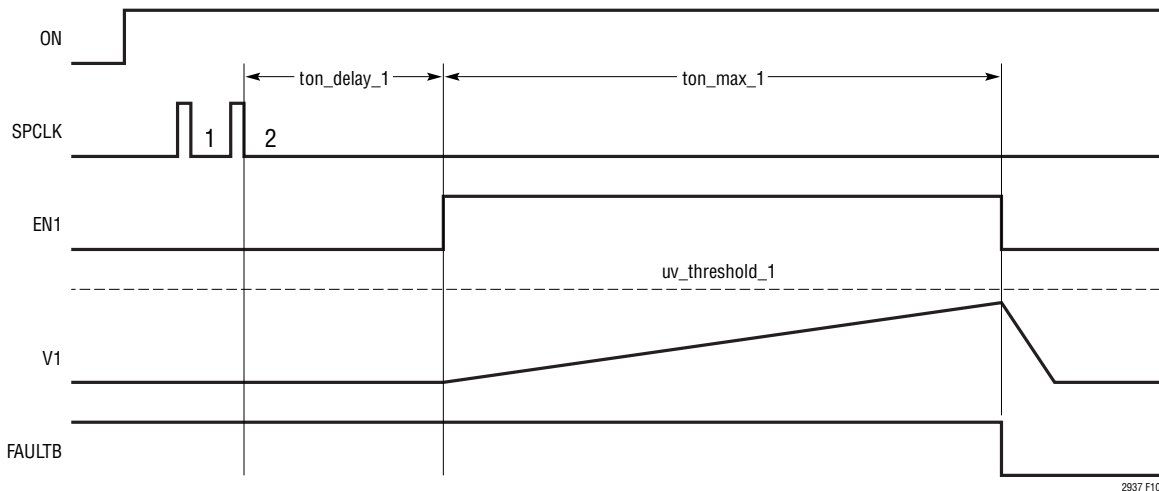 ON
ton_delay_1
ton_max_1
SPCLK
1
2
EN1
uv_threshold_1
V1
FAULTB
2937 F10